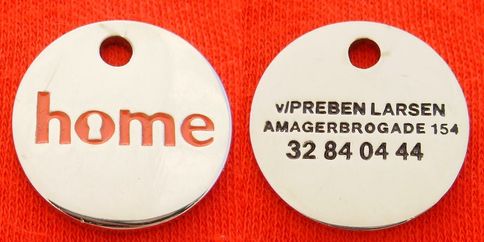 home
v/PREBEN LARSEN
AMAGERBROGADE 154
32 84 04 44